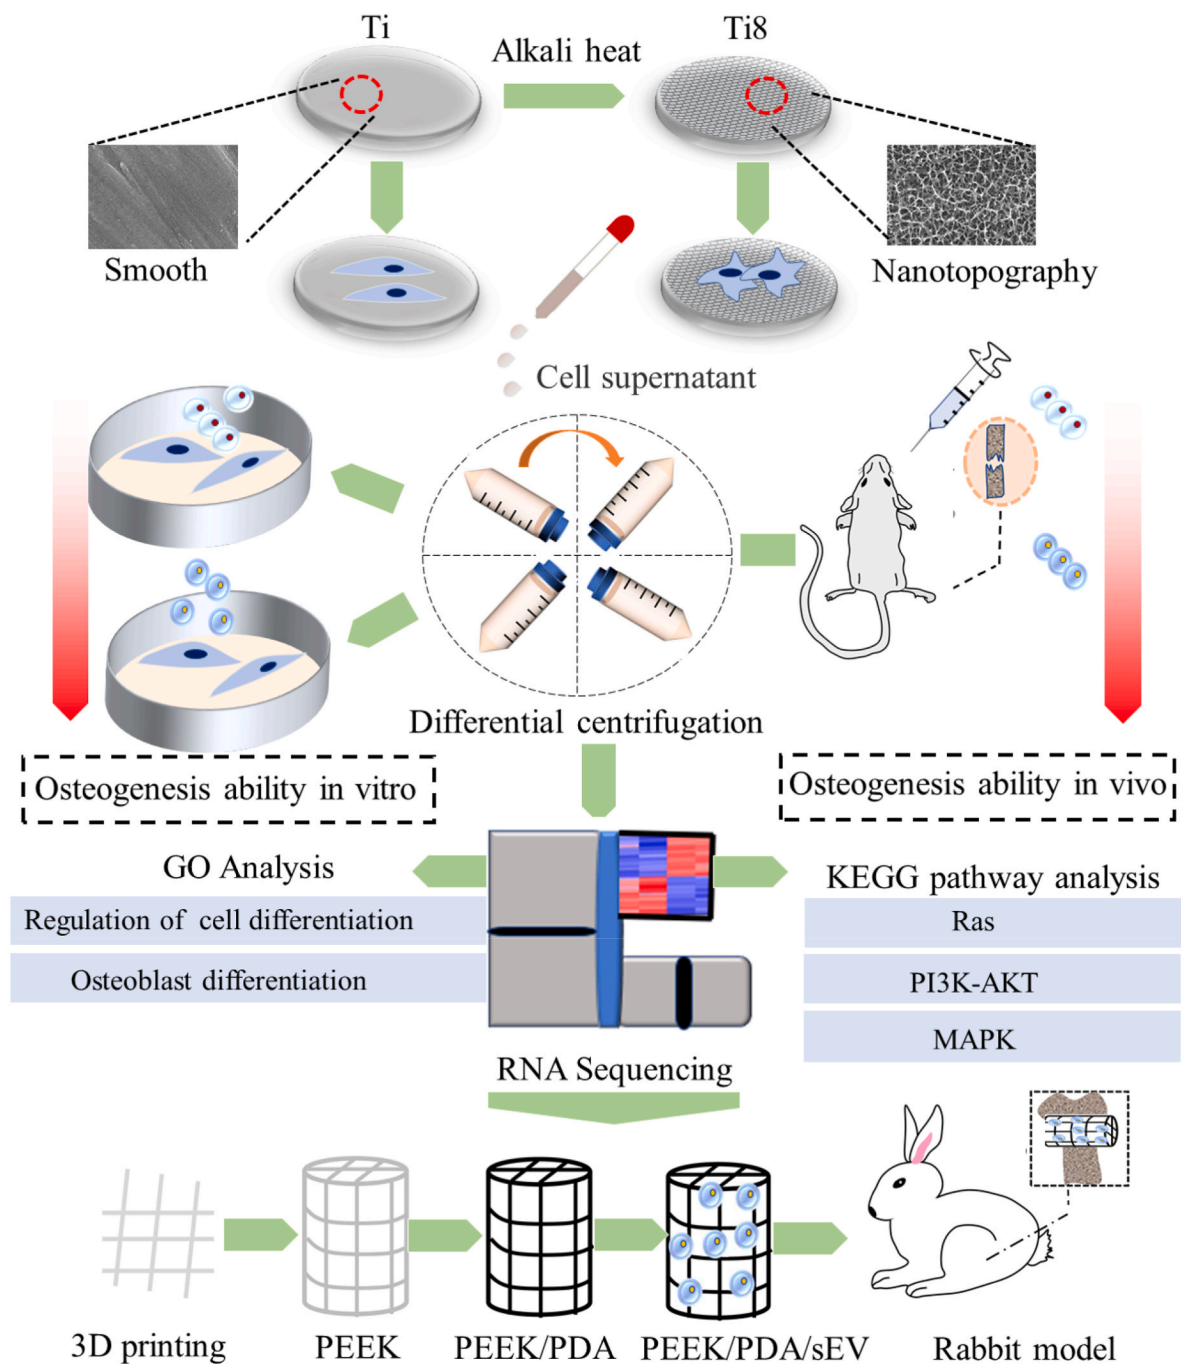 Ti
Alkali heat
Ti8
Smooth
Nanotopography
Cell supernatant
Differential centrifugation
Osteogenesis ability in vitro
Osteogenesis ability in vivo
GO Analysis
Regulation of cell differentiation
Osteoblast differentiation
KEGG pathway analysis
Ras
PI3K-AKT
MAPK
RNA Sequencing
3D printing
PEEK
PEEK/PDA
PEEK/PDA/sEV
Rabbit model